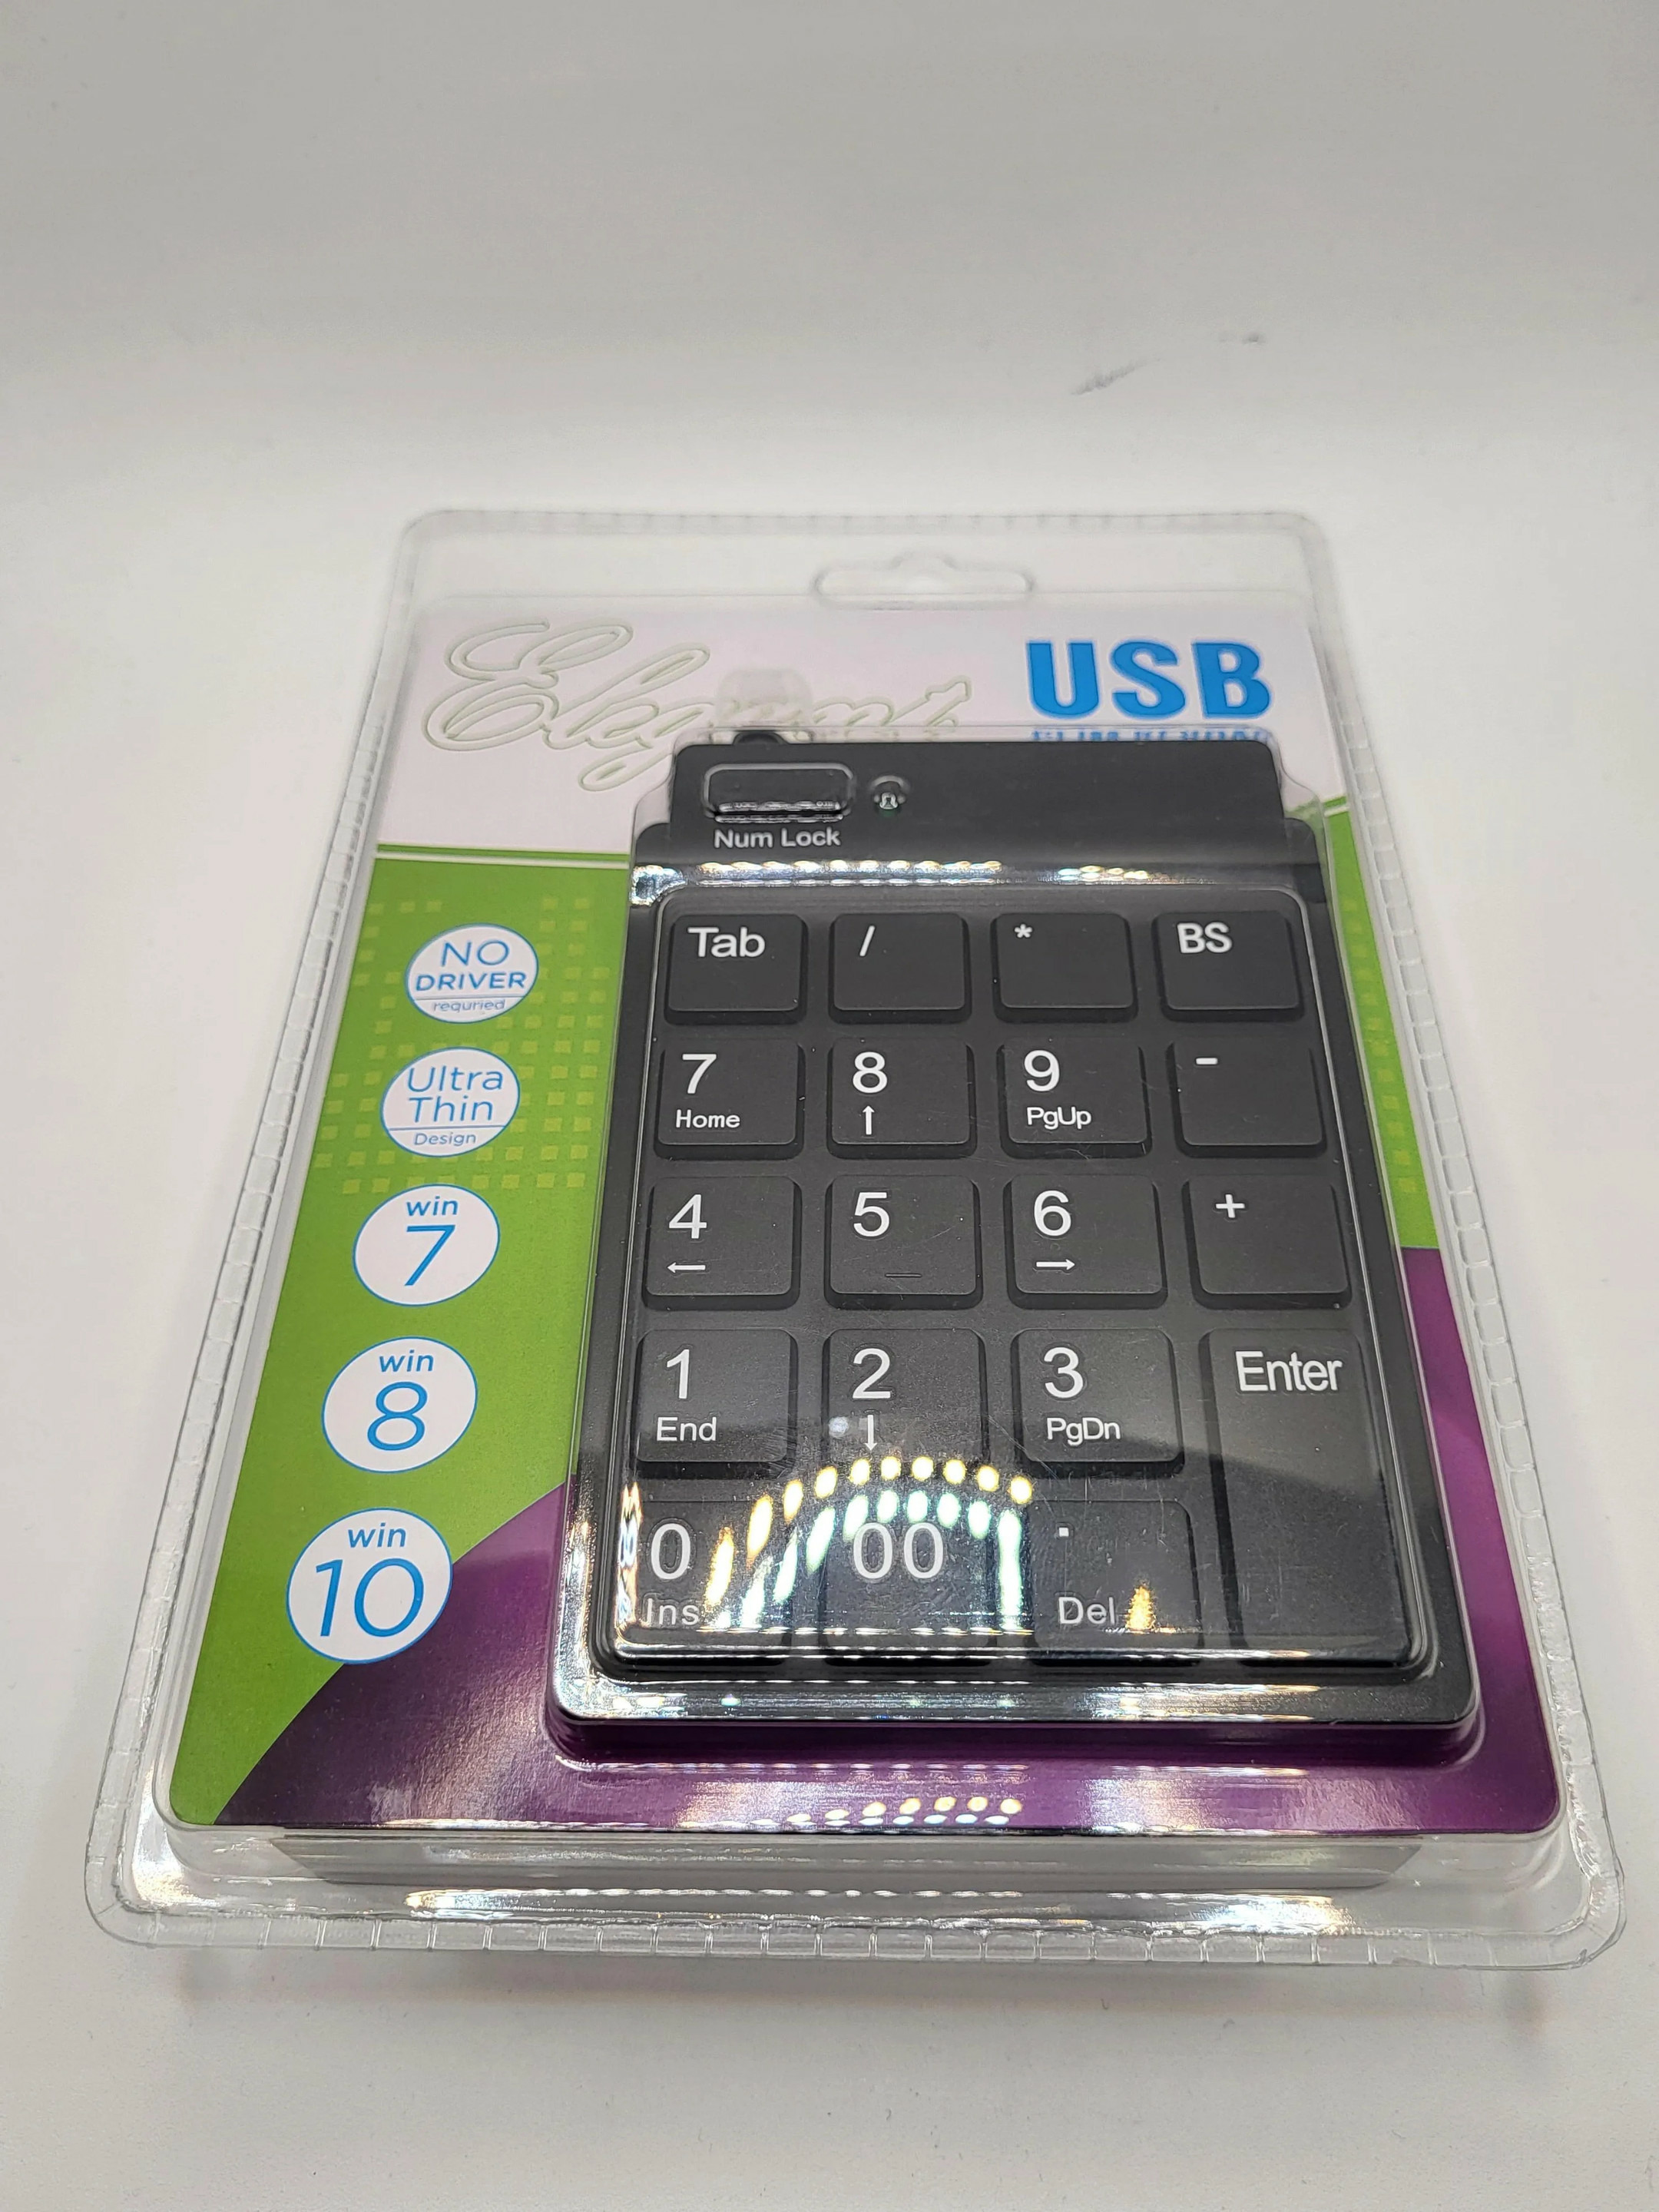 Elegant
USB
Num Lock
Tab / * BS
7 8 9 -
Home ↑ PgUp
4 5 6 +
← →
1 2 3 Enter
End ↓ PgDn
0 00 .
Ins Del
NO
DRIVER
requried
Ultra
Thin
Design
win
7
win
8
win
10